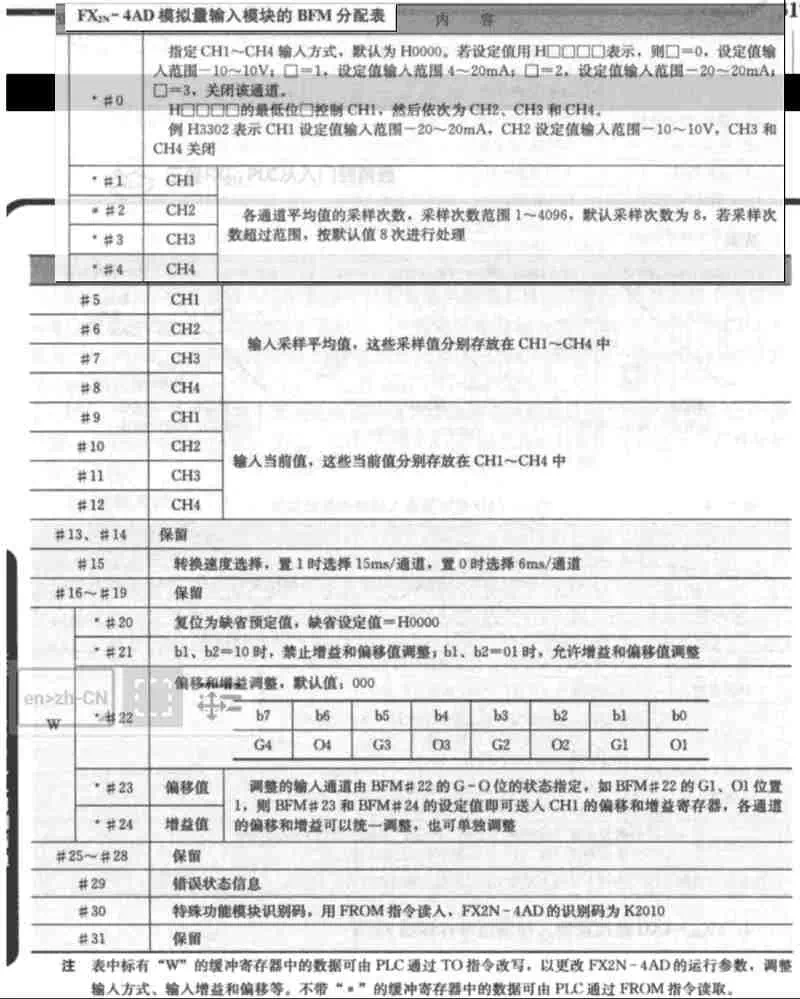 FX2N-4AD模拟量输入模块的 BFM 分配表
内 容
指定 CH1～CH4 输入方式，默认为 H0000。若设定值用 H□□□□表示，则□=0，设定值输
入范围－10～10V；□=1，设定值输入范围 4～20mA；□=2，设定值输入范围－20～20mA；
□=3，关闭该通道。
* #0
H□□□□的最低位□控制 CH1，然后依次为 CH2、CH3 和 CH4。
例 H3302 表示 CH1 设定值输入范围－20～20mA，CH2 设定值输入范围－10～10V，CH3 和
CH4 关闭
* #1 CH1
* #2 CH2
各通道平均值的采样次数，采样次数范围 1～4096，默认采样次数为 8，若采样次
* #3 CH3
数超过范围，按默认值 8 次进行处理
* #4 CH4
#5 CH1
#6 CH2
输入采样平均值，这些采样值分别存放在 CH1～CH4 中
#7 CH3
#8 CH4
#9 CH1
#10 CH2
输入当前值，这些当前值分别存放在 CH1～CH4 中
#11 CH3
#12 CH4
#13、#14 保留
#15 转换速度选择，置 1 时选择 15ms/通道，置 0 时选择 6ms/通道
#16～#19 保留
* #20 复位为缺省预定值，缺省设定值=H0000
* #21 b1、b2=10 时，禁止增益和偏移值调整；b1、b2=01 时，允许增益和偏移值调整
en>zh-CN
偏移和增益调整，默认值：000
W
* #22
b7 b6 b5 b4 b3 b2 b1 b0
G4 O4 G3 O3 G2 O2 G1 O1
* #23 偏移值
调整的输入通道由 BFM#22 的 G-O 位的状态指定，如 BFM#22 的 G1、O1 位置
1，则 BFM#23 和 BFM#24 的设定值即可送入 CH1 的偏移和增益寄存器，各通道
* #24 增益值
的偏移和增益可以统一调整，也可单独调整
#25～#28 保留
#29 错误状态信息
#30 特殊功能模块识别码，用 FROM 指令读入，FX2N-4AD 的识别码为 K2010
#31 保留
注 表中标有“W”的缓冲寄存器中的数据可由 PLC 通过 TO 指令改写，以更改 FX2N-4AD 的运行参数，调整
输入方式、输入增益和偏移等。不带“*”的缓冲寄存器中的数据可由 PLC 通过 FROM 指令读取。